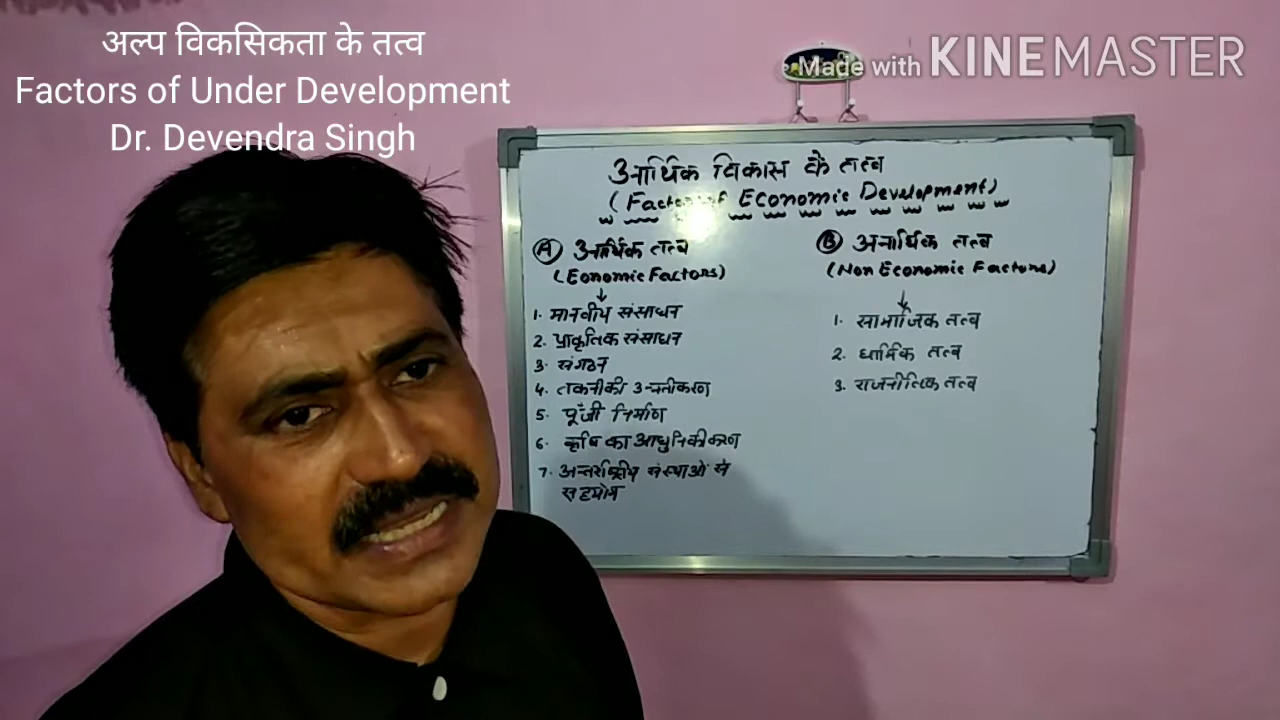 अल्प विकसिकता के तत्व
Factors of Under Development
Dr. Devendra Singh
Made with KINEMASTER
आर्थिक विकास के तत्व
(Factors of Economic Development)
(A) आर्थिक तत्व
(Eonomic Factors)
1. मानवीय संसाधन
2. प्राकृतिक संसाधन
3 संगठन
4. तकनीकी उन्नतीकरण
5. पूँजी निर्माण
6. कृषि का आधुनिकीकरण
7. अन्तर्राष्ट्रीय संस्थाओं से
सहयोग
(B) अनार्थिक तत्व
(Non Economic Factors)
1. सामाजिक तत्व
2. धार्मिक तत्व
3. राजनीतिक तत्व